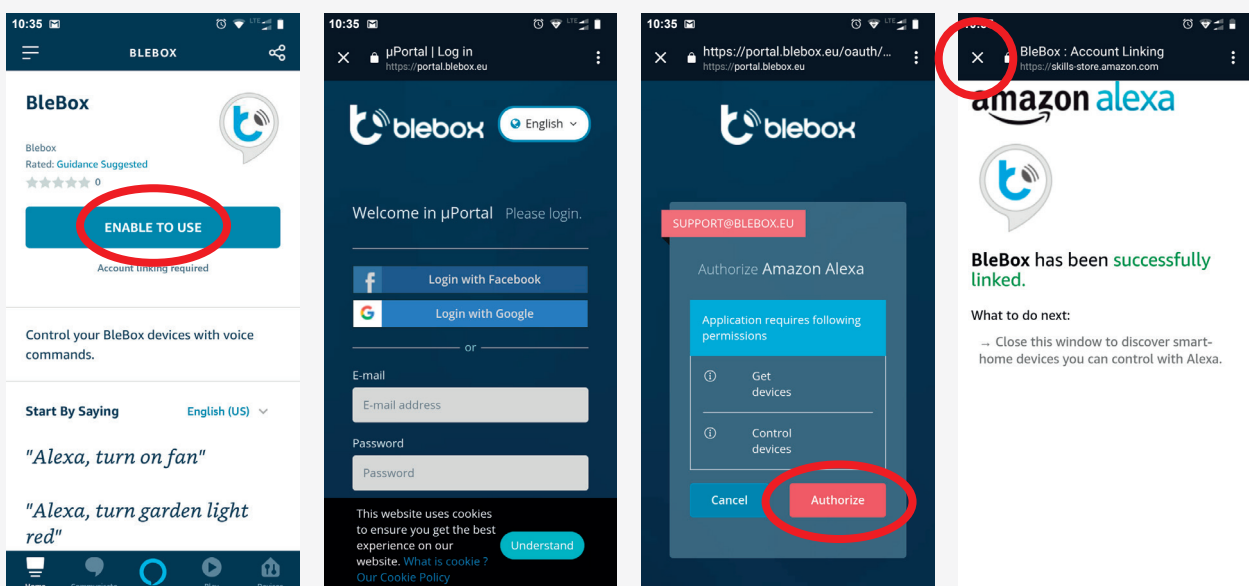 10:35
LTE
BLEBOX
BleBox
Blebox
Rated: Guidance Suggested
0
ENABLE TO USE
Account linking required
Control your BleBox devices with voice
commands.
Start By Saying English (US)
"Alexa, turn on fan"
"Alexa, turn garden light
red"
Home Communicate Play Devices
10:35
LTE
µPortal | Log in
https://portal.blebox.eu
blebox
English
Welcome in µPortal Please login.
f Login with Facebook
G Login with Google
or
E-mail
E-mail address
Password
Password
This website uses cookies
to ensure you get the best
experience on our
website. What is cookie ?
Our Cookie Policy
Understand
10:35
LTE
https://portal.blebox.eu/oauth/...
https://portal.blebox.eu
blebox
SUPPORT@BLEBOX.EU
Authorize Amazon Alexa
Application requires following
permissions
Get
devices
Control
devices
Cancel Authorize
BleBox : Account Linking
https://skills-store.amazon.com
amazon alexa
BleBox has been successfully
linked.
What to do next:
→ Close this window to discover smart-
home devices you can control with Alexa.